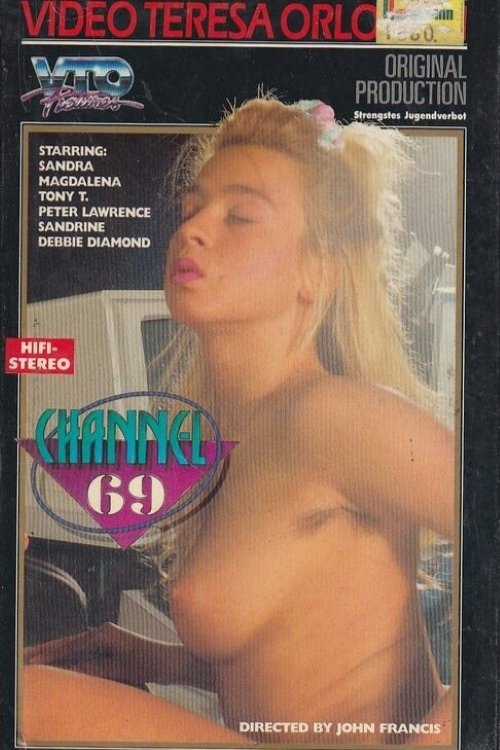 VIDEO TERESA ORLO
VTO
Pictures
ORIGINAL
PRODUCTION
Strengstes Jugendverbot
STARRING:
SANDRA
MAGDALENA
TONY T.
PETER LAWRENCE
SANDRINE
DEBBIE DIAMOND
HIFI-
STEREO
CHANNEL
69
DIRECTED BY JOHN FRANCIS